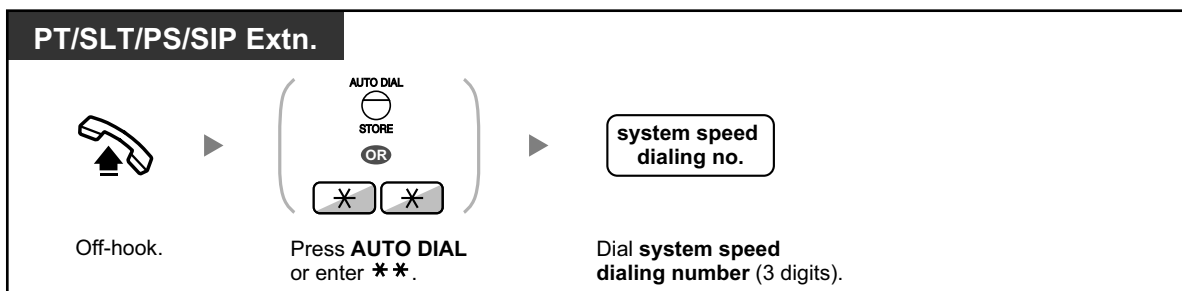 PT/SLT/PS/SIP Extn.
AUTO DIAL
STORE
OR
* *
system speed
dialing no.
Off-hook.
Press AUTO DIAL
or enter **.
Dial system speed
dialing number (3 digits).